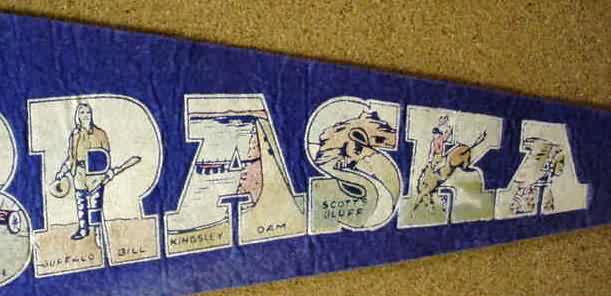 BRASKA
BUFFALO BILL
KINGSLEY DAM
SCOTTS
BLUFF